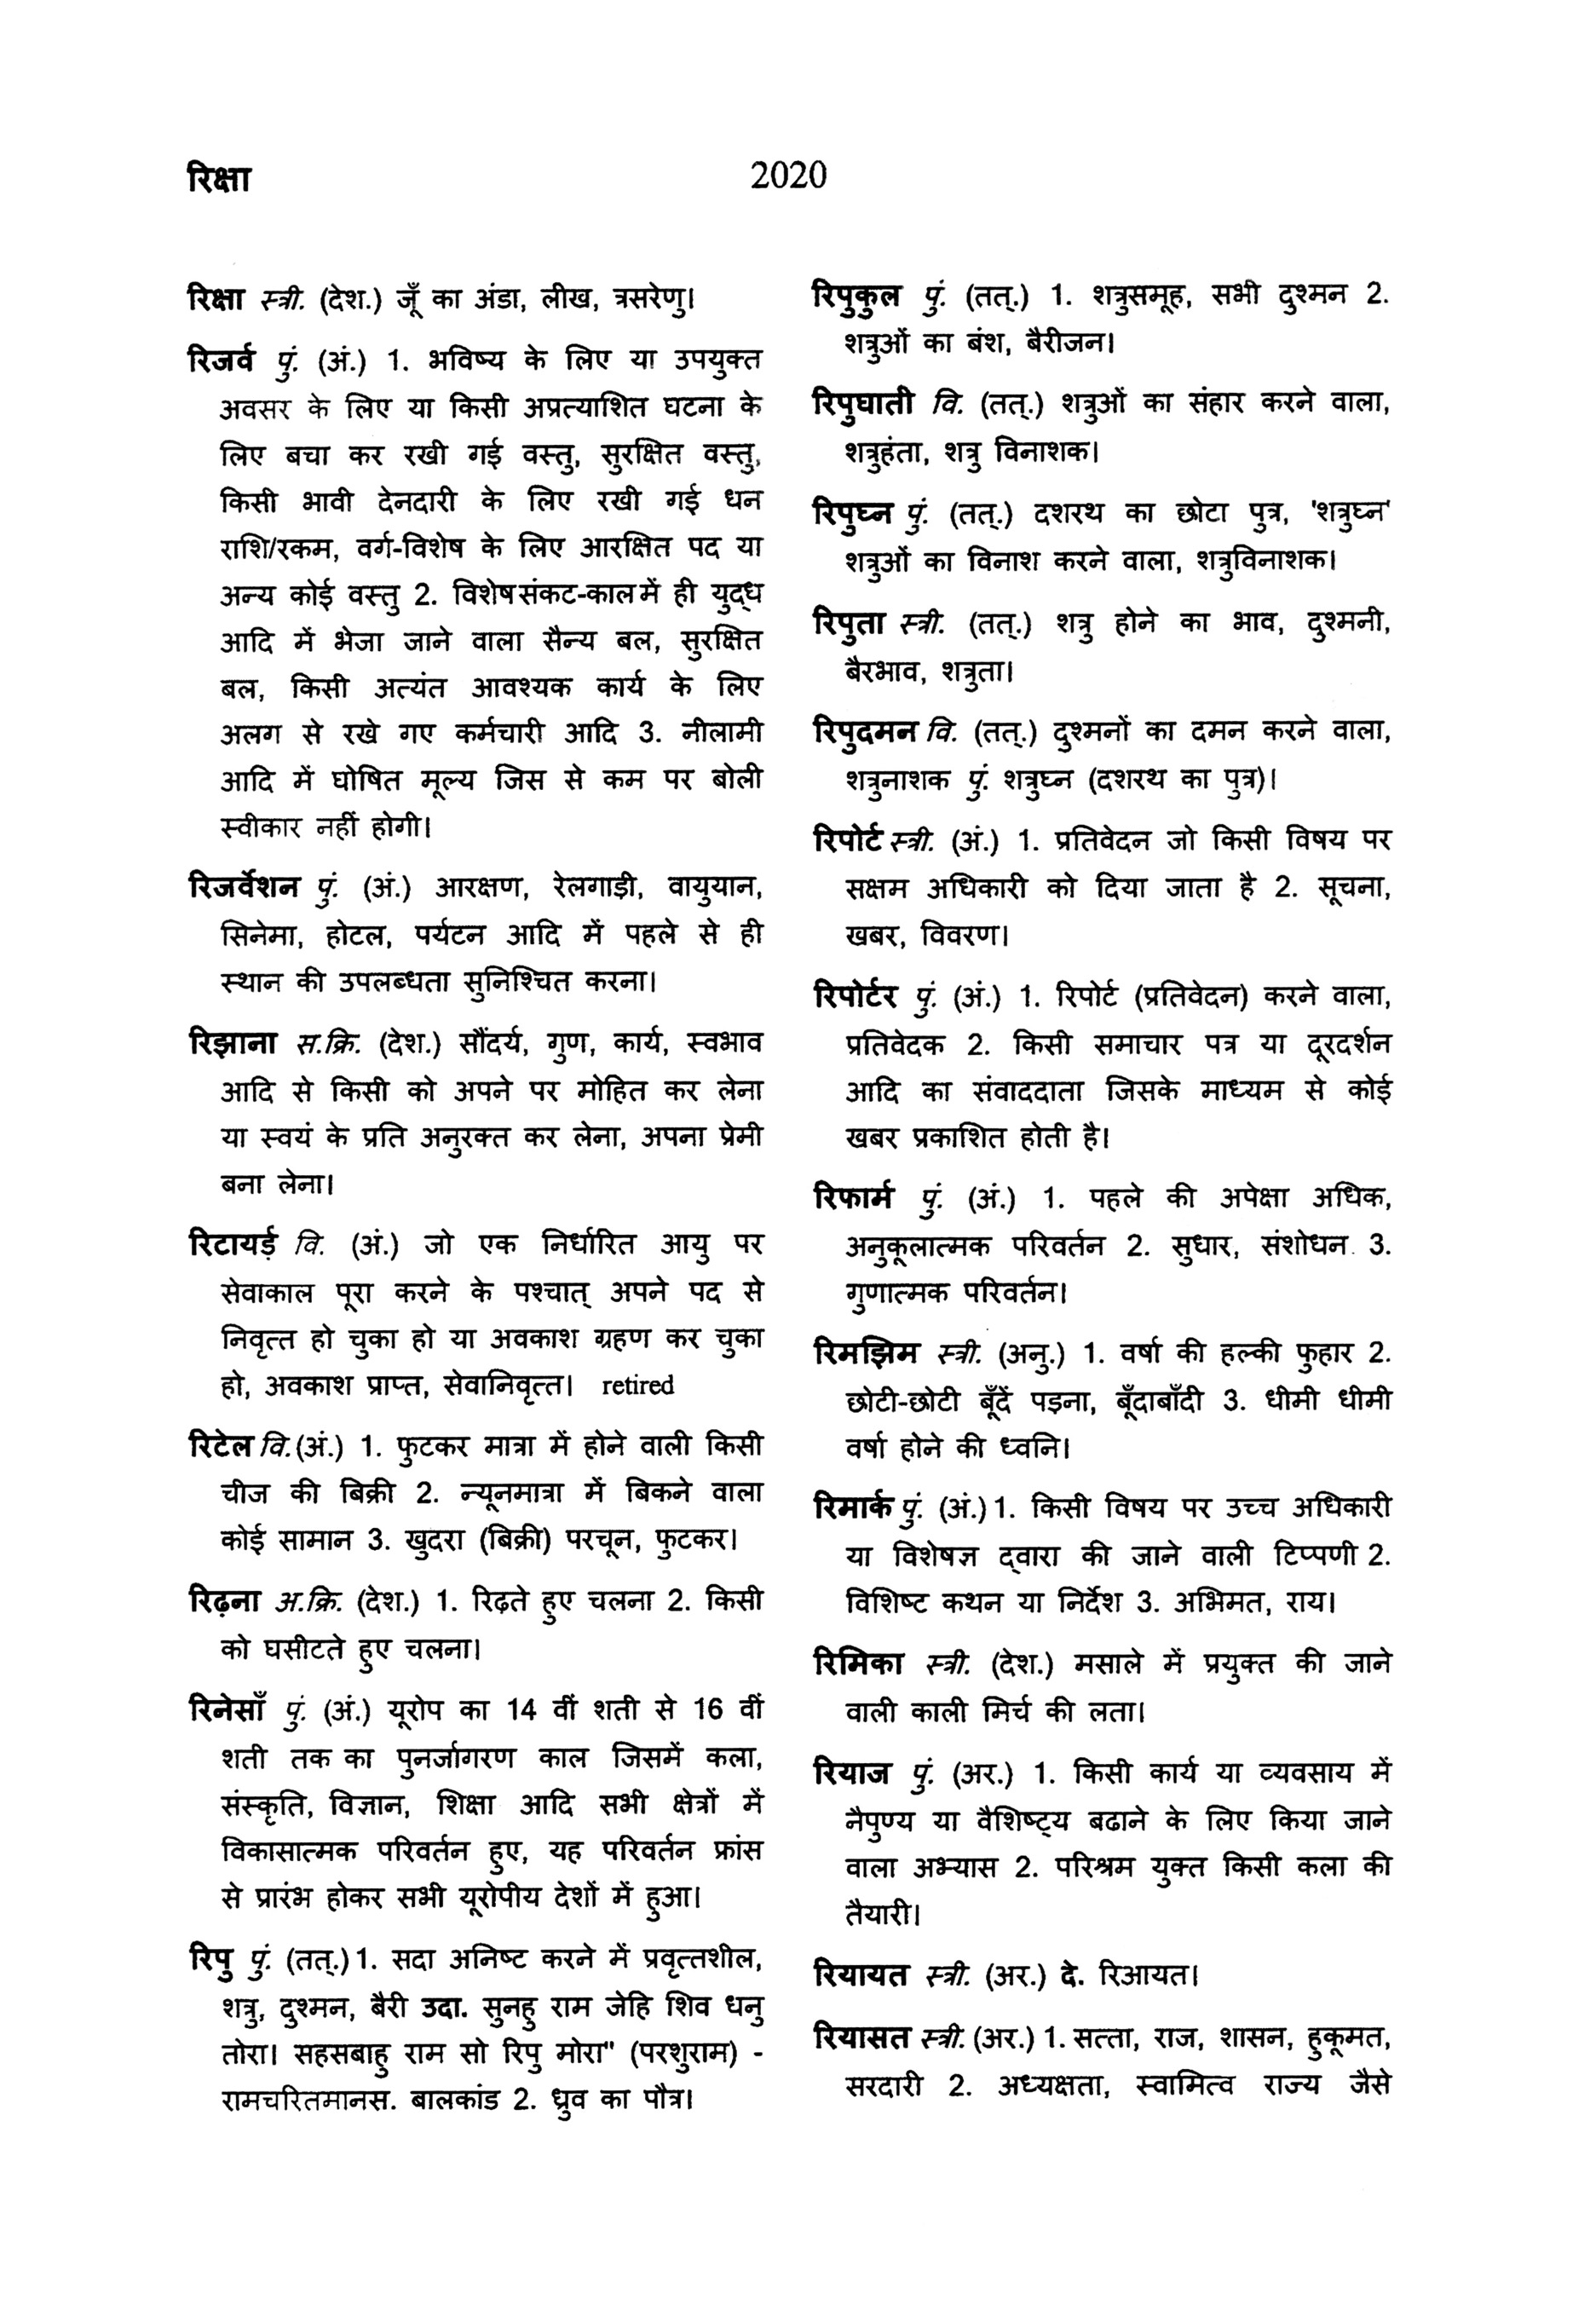 रिक्षा
2020
रिक्षा स्त्री. (देश.) जूँ का अंडा, लीख, त्रसरेणु।
रिजर्व पुं. (अं.) 1. भविष्य के लिए या उपयुक्त
अवसर के लिए या किसी अप्रत्याशित घटना के
लिए बचा कर रखी गई वस्तु, सुरक्षित वस्तु,
किसी भावी देनदारी के लिए रखी गई धन
राशि/रकम, वर्ग-विशेष के लिए आरक्षित पद या
अन्य कोई वस्तु 2. विशेष संकट-काल में ही युद्ध
आदि में भेजा जाने वाला सैन्य बल, सुरक्षित
बल, किसी अत्यंत आवश्यक कार्य के लिए
अलग से रखे गए कर्मचारी आदि 3. नीलामी
आदि में घोषित मूल्य जिस से कम पर बोली
स्वीकार नहीं होगी।
रिजर्वेशन पुं. (अं.) आरक्षण, रेलगाड़ी, वायुयान,
सिनेमा, होटल, पर्यटन आदि में पहले से ही
स्थान की उपलब्धता सुनिश्चित करना।
रिझाना स.क्रि. (देश.) सौंदर्य, गुण, कार्य, स्वभाव
आदि से किसी को अपने पर मोहित कर लेना
या स्वयं के प्रति अनुरक्त कर लेना, अपना प्रेमी
बना लेना।
रिटायर्ड वि. (अं.) जो एक निर्धारित आयु पर
सेवाकाल पूरा करने के पश्चात् अपने पद से
निवृत्त हो चुका हो या अवकाश ग्रहण कर चुका
हो, अवकाश प्राप्त, सेवानिवृत्त। retired
रिटेल वि. (अं.) 1. फुटकर मात्रा में होने वाली किसी
चीज की बिक्री 2. न्यूनमात्रा में बिकने वाला
कोई सामान 3. खुदरा (बिक्री) परचून, फुटकर।
रिढ़ना अ.क्रि. (देश.) 1. रिढ़ते हुए चलना 2. किसी
को घसीटते हुए चलना।
रिनेसाँ पुं. (अं.) यूरोप का 14 वीं शती से 16 वीं
शती तक का पुनर्जागरण काल जिसमें कला,
संस्कृति, विज्ञान, शिक्षा आदि सभी क्षेत्रों में
विकासात्मक परिवर्तन हुए, यह परिवर्तन फ्रांस
से प्रारंभ होकर सभी यूरोपीय देशों में हुआ।
रिपु पुं. (तत्.) 1. सदा अनिष्ट करने में प्रवृत्तशील,
शत्रु, दुश्मन, बैरी उदा. सुनहु राम जेहि शिव धनु
तोरा। सहसबाहु राम सो रिपु मोरा" (परशुराम) -
रामचरितमानस. बालकांड 2. ध्रुव का पौत्र।
रिपुकुल पुं. (तत्.) 1. शत्रुसमूह, सभी दुश्मन 2.
शत्रुओं का बंश, बैरीजन।
रिपुघाती वि. (तत्.) शत्रुओं का संहार करने वाला,
शत्रुहंता, शत्रु विनाशक।
रिपुघ्न पुं. (तत्.) दशरथ का छोटा पुत्र, 'शत्रुघ्न'
शत्रुओं का विनाश करने वाला, शत्रुविनाशक।
रिपुता स्त्री. (तत्.) शत्रु होने का भाव, दुश्मनी,
बैरभाव, शत्रुता।
रिपुदमन वि. (तत्.) दुश्मनों का दमन करने वाला,
शत्रुनाशक पुं. शत्रुघ्न (दशरथ का पुत्र)।
रिपोर्ट स्त्री. (अं.) 1. प्रतिवेदन जो किसी विषय पर
सक्षम अधिकारी को दिया जाता है 2. सूचना,
खबर, विवरण।
रिपोर्टर पुं. (अं.) 1. रिपोर्ट (प्रतिवेदन) करने वाला,
प्रतिवेदक 2. किसी समाचार पत्र या दूरदर्शन
आदि का संवाददाता जिसके माध्यम से कोई
खबर प्रकाशित होती है।
रिफार्म पुं. (अं.) 1. पहले की अपेक्षा अधिक,
अनुकूलात्मक परिवर्तन 2. सुधार, संशोधन 3.
गुणात्मक परिवर्तन।
रिमझिम स्त्री. (अनु.) 1. वर्षा की हल्की फुहार 2.
छोटी-छोटी बूँदें पड़ना, बूँदाबाँदी 3. धीमी धीमी
वर्षा होने की ध्वनि।
रिमार्क पुं. (अं.) 1. किसी विषय पर उच्च अधिकारी
या विशेषज्ञ द्वारा की जाने वाली टिप्पणी 2.
विशिष्ट कथन या निर्देश 3. अभिमत, राय।
रिमिका स्त्री. (देश.) मसाले में प्रयुक्त की जाने
वाली काली मिर्च की लता।
रियाज पुं. (अर.) 1. किसी कार्य या व्यवसाय में
नैपुण्य या वैशिष्ट्य बढाने के लिए किया जाने
वाला अभ्यास 2. परिश्रम युक्त किसी कला की
तैयारी।
रियायत स्त्री. (अर.) दे. रिआयत।
रियासत स्त्री. (अर.) 1. सत्ता, राज, शासन, हुकूमत,
सरदारी 2. अध्यक्षता, स्वामित्व राज्य जैसे